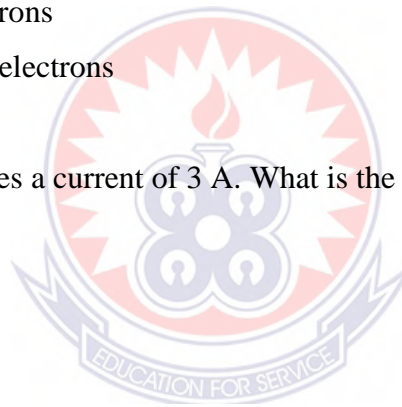 rons
electrons
es a current of 3 A. What is the
EDUCATION FOR SERVICE